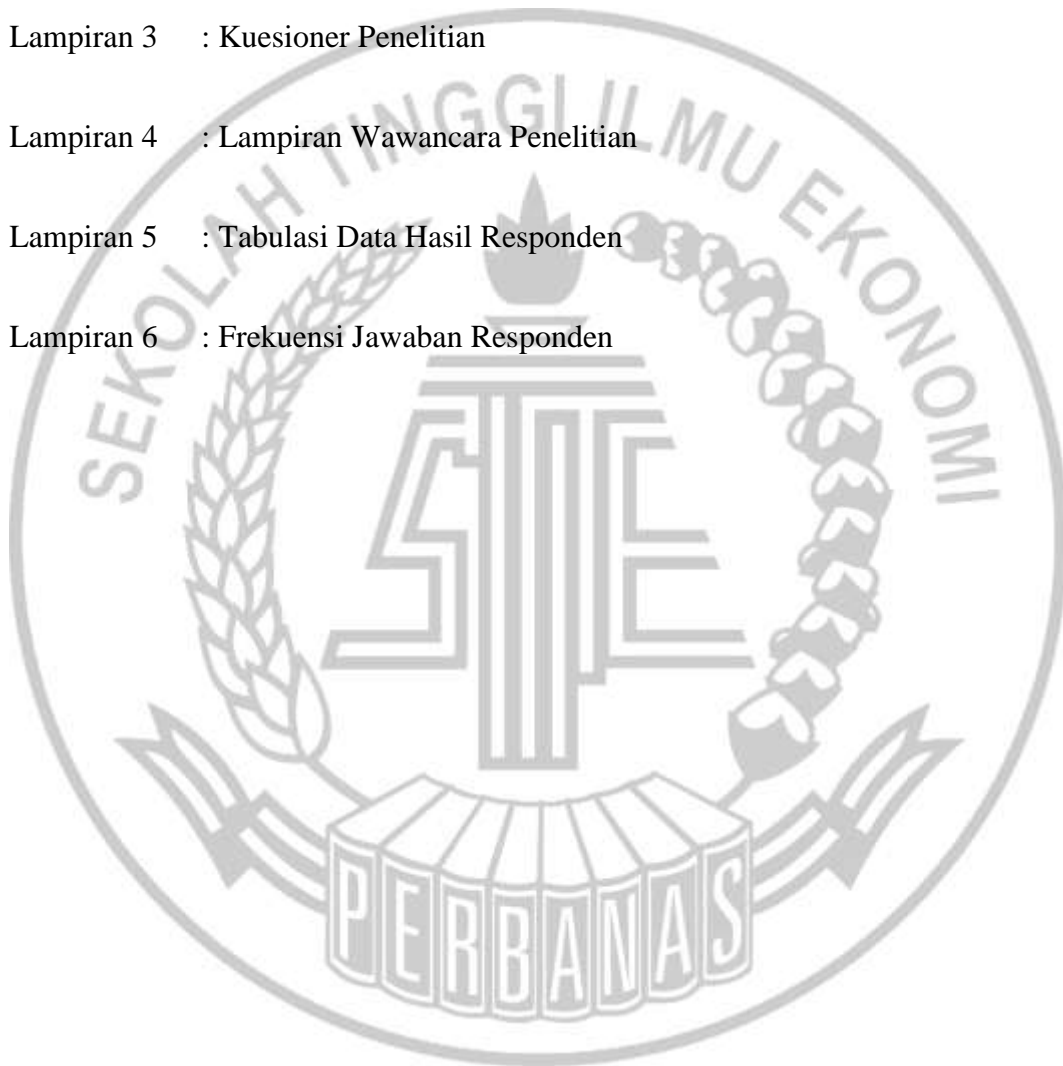 Lampiran 3 : Kuesioner Penelitian
Lampiran 4 : Lampiran Wawancara Penelitian
Lampiran 5 : Tabulasi Data Hasil Responden
Lampiran 6 : Frekuensi Jawaban Responden
SEKOLAH TINGGI ILMU EKONOMI
STIE
PERBANAS